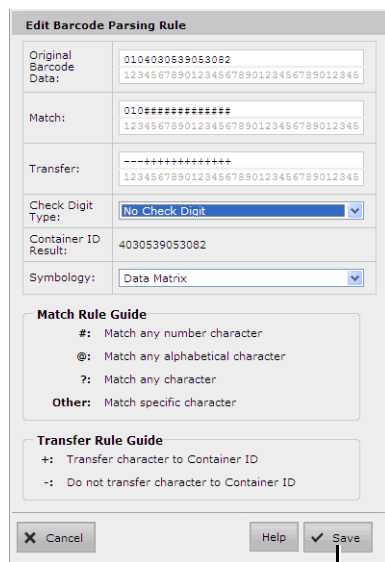 Edit Barcode Parsing Rule
Original
Barcode
Data:
0104030539053082
12345678901234567890123456789012345
Match:
010#############
12345678901234567890123456789012345
Transfer:
---+++++++++++++
12345678901234567890123456789012345
Check Digit
Type:
No Check Digit
Container ID
Result:
4030539053082
Symbology:
Data Matrix
Match Rule Guide
#: Match any number character
@: Match any alphabetical character
?: Match any character
Other: Match specific character
Transfer Rule Guide
+: Transfer character to Container ID
-: Do not transfer character to Container ID
Cancel Help Save